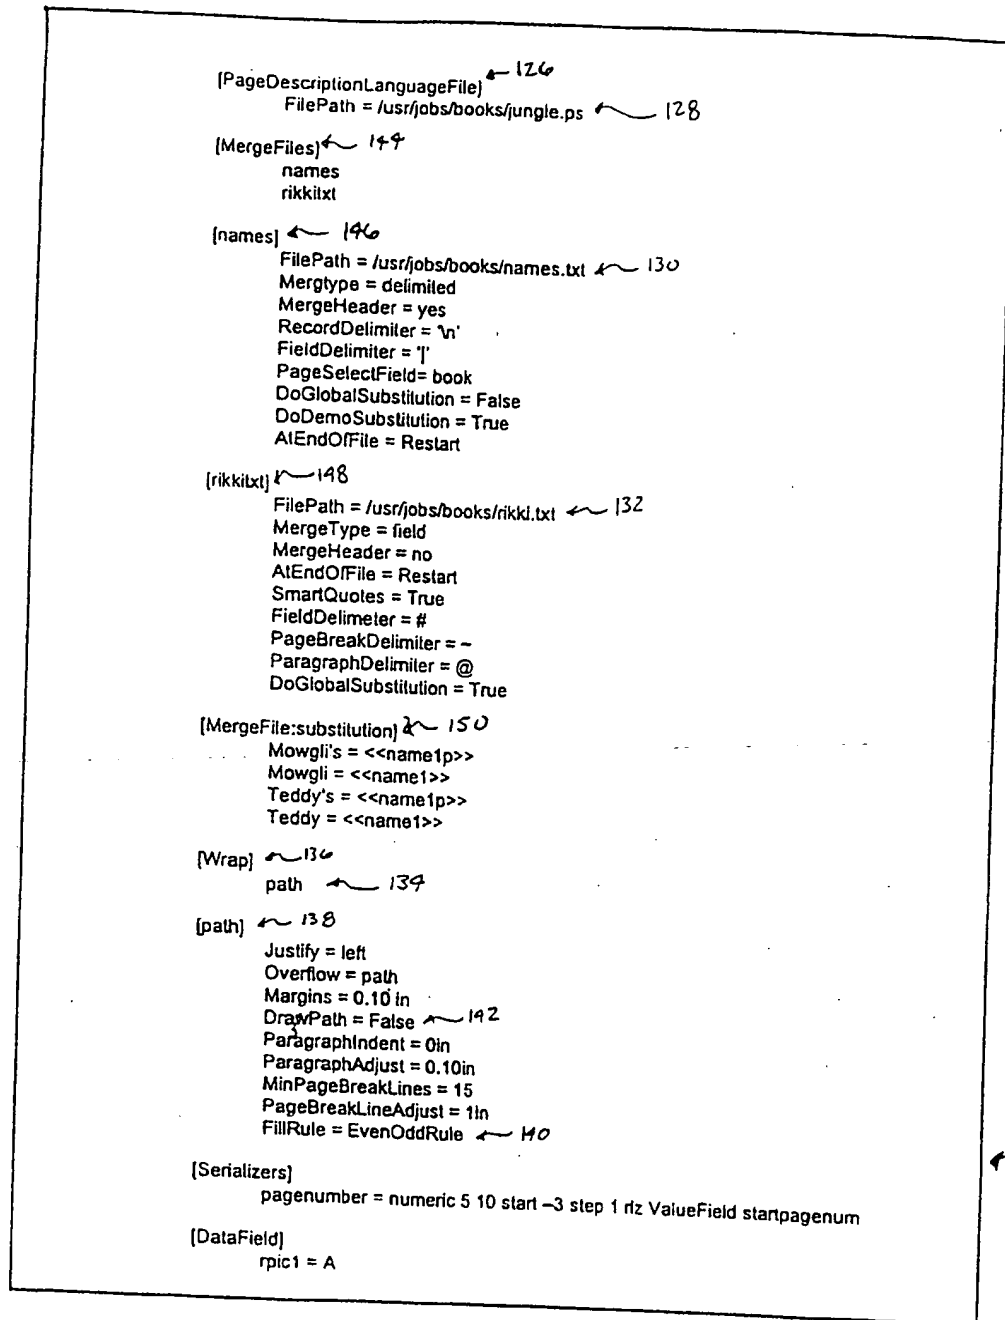 [PageDescriptionLanguageFile] 126
FilePath = /usr/jobs/books/jungle.ps 128
[MergeFiles] 144
names
rikkitxt
[names] 146
FilePath = /usr/jobs/books/names.txt 130
Mergtype = delimited
MergeHeader = yes
RecordDelimiter = '\n'
FieldDelimiter = '|'
PageSelectField= book
DoGlobalSubstitution = False
DoDemoSubstitution = True
AtEndOfFile = Restart
[rikkitxt] 148
FilePath = /usr/jobs/books/rikki.txt 132
MergeType = field
MergeHeader = no
AtEndOfFile = Restart
SmartQuotes = True
FieldDelimeter = #
PageBreakDelimiter = ~
ParagraphDelimiter = @
DoGlobalSubstitution = True
[MergeFile:substitution] 150
Mowgli's = <<name1p>>
Mowgli = <<name1>>
Teddy's = <<name1p>>
Teddy = <<name1>>
[Wrap] 136
path 134
[path] 138
Justify = left
Overflow = path
Margins = 0.10 in
DrawPath = False 142
ParagraphIndent = 0in
ParagraphAdjust = 0.10in
MinPageBreakLines = 15
PageBreakLineAdjust = 1in
FillRule = EvenOddRule 140
[Serializers]
pagenumber = numeric 5 10 start –3 step 1 rlz ValueField startpagenum
[DataField]
rpic1 = A